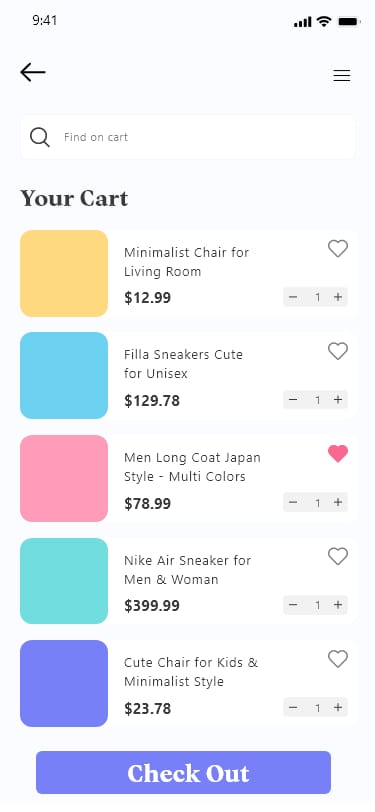 9:41
Find on cart
Your Cart
Minimalist Chair for
Living Room
$12.99
1
Filla Sneakers Cute
for Unisex
$129.78
1
Men Long Coat Japan
Style - Multi Colors
$78.99
1
Nike Air Sneaker for
Men & Woman
$399.99
1
Cute Chair for Kids &
Minimalist Style
$23.78
1
Check Out